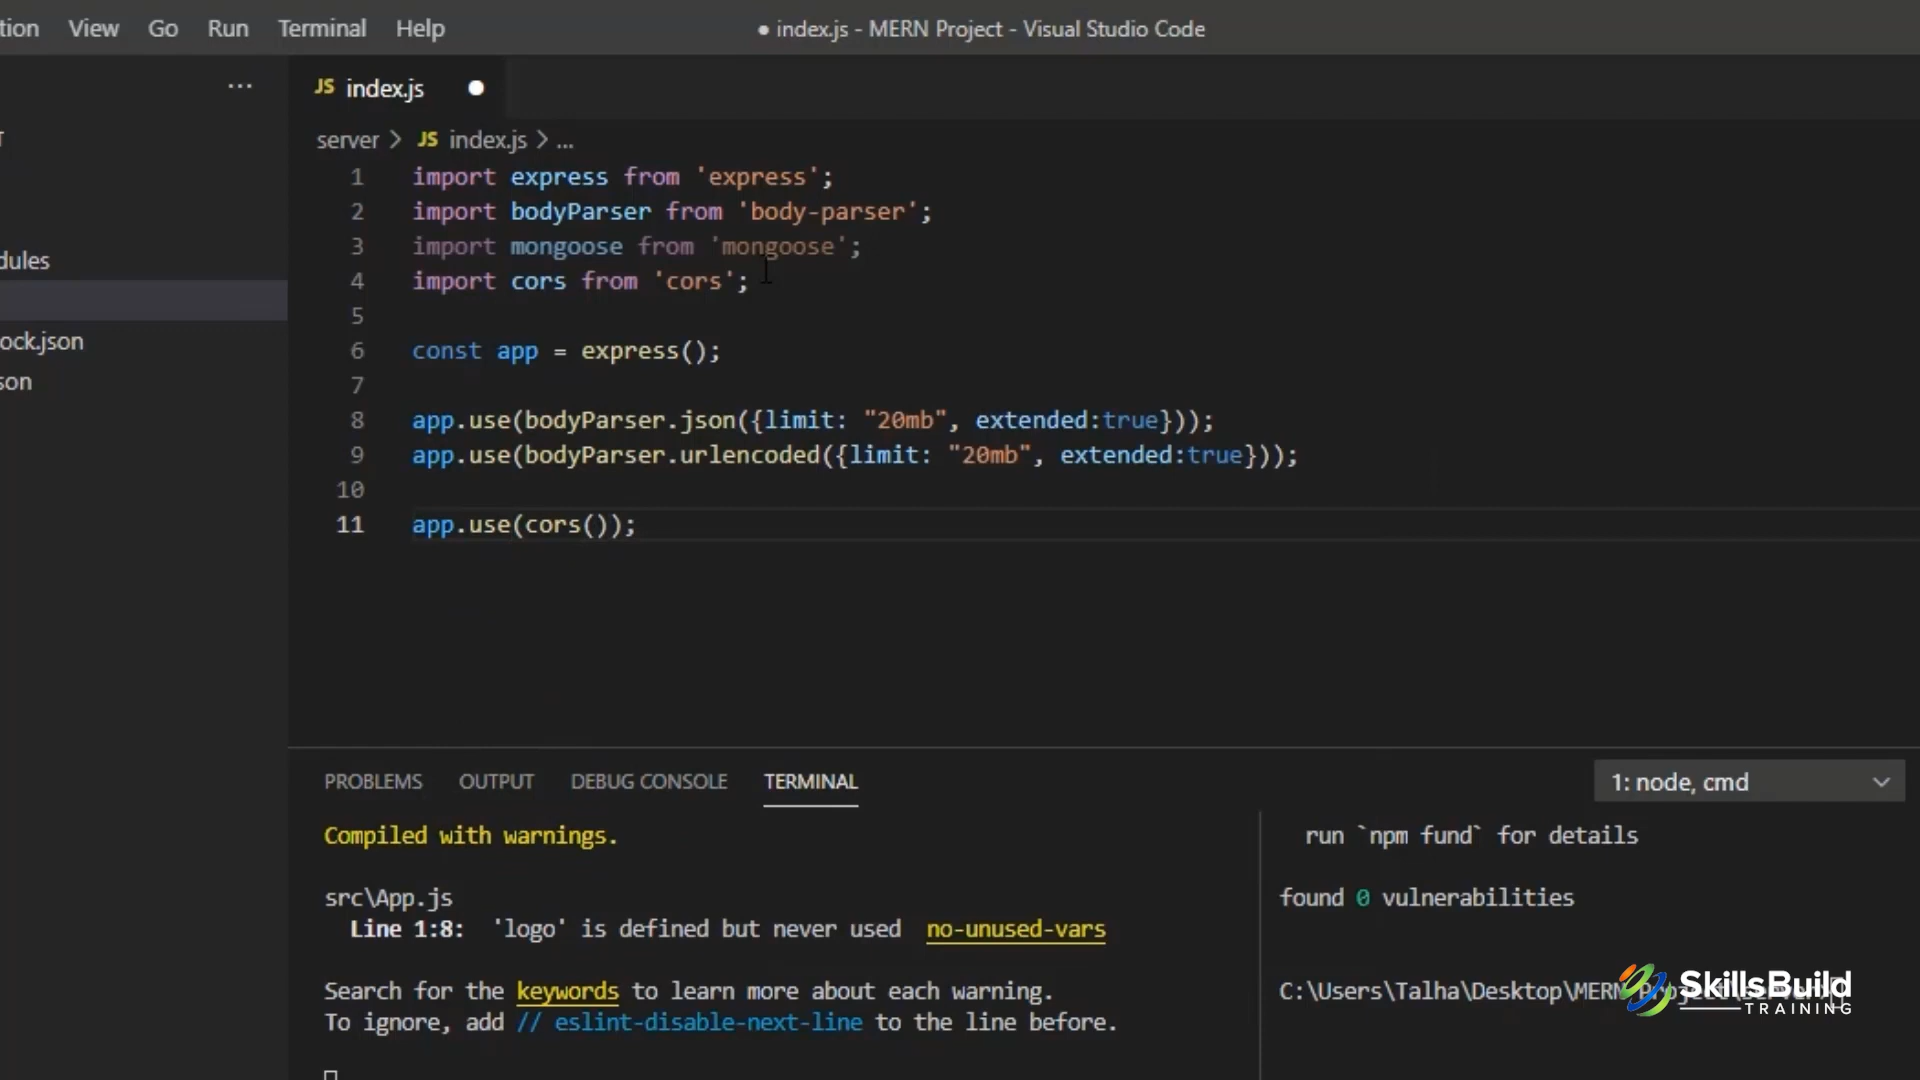 View Go Run Terminal Help
● index.js - MERN Project - Visual Studio Code
JS index.js
server > JS index.js > ...
1 import express from 'express';
2 import bodyParser from 'body-parser';
3 import mongoose from 'mongoose';
4 import cors from 'cors';
5
6 const app = express();
7
8 app.use(bodyParser.json({limit: "20mb", extended:true}));
9 app.use(bodyParser.urlencoded({limit: "20mb", extended:true}));
10
11 app.use(cors());
dules
ock.json
son
PROBLEMS OUTPUT DEBUG CONSOLE TERMINAL
1: node, cmd
Compiled with warnings.
src\App.js
Line 1:8: 'logo' is defined but never used no-unused-vars
Search for the keywords to learn more about each warning.
To ignore, add // eslint-disable-next-line to the line before.
run `npm fund` for details
found 0 vulnerabilities
C:\Users\Talha\Desktop\MERN
SkillsBuild
TRAINING